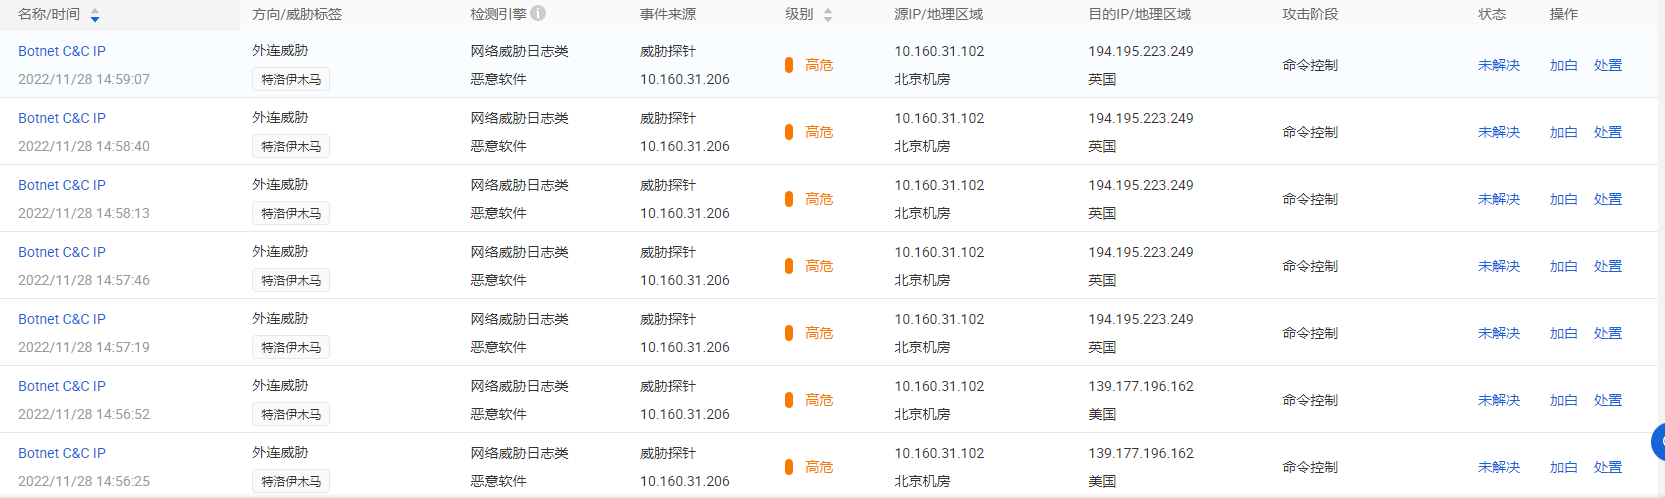 名称/时间 方向/威胁标签 检测引擎 事件来源 级别 源IP/地理区域 目的IP/地理区域 攻击阶段 状态 操作
Botnet C&C IP 外连威胁 网络威胁日志类 威胁探针 10.160.31.102 194.195.223.249
高危 命令控制 未解决 加白 处置
2022/11/28 14:59:07 特洛伊木马 恶意软件 10.160.31.206 北京机房 英国
Botnet C&C IP 外连威胁 网络威胁日志类 威胁探针 10.160.31.102 194.195.223.249
高危 命令控制 未解决 加白 处置
2022/11/28 14:58:40 特洛伊木马 恶意软件 10.160.31.206 北京机房 英国
Botnet C&C IP 外连威胁 网络威胁日志类 威胁探针 10.160.31.102 194.195.223.249
高危 命令控制 未解决 加白 处置
2022/11/28 14:58:13 特洛伊木马 恶意软件 10.160.31.206 北京机房 英国
Botnet C&C IP 外连威胁 网络威胁日志类 威胁探针 10.160.31.102 194.195.223.249
高危 命令控制 未解决 加白 处置
2022/11/28 14:57:46 特洛伊木马 恶意软件 10.160.31.206 北京机房 英国
Botnet C&C IP 外连威胁 网络威胁日志类 威胁探针 10.160.31.102 194.195.223.249
高危 命令控制 未解决 加白 处置
2022/11/28 14:57:19 特洛伊木马 恶意软件 10.160.31.206 北京机房 英国
Botnet C&C IP 外连威胁 网络威胁日志类 威胁探针 10.160.31.102 139.177.196.162
高危 命令控制 未解决 加白 处置
2022/11/28 14:56:52 特洛伊木马 恶意软件 10.160.31.206 北京机房 美国
Botnet C&C IP 外连威胁 网络威胁日志类 威胁探针 10.160.31.102 139.177.196.162
高危 命令控制 未解决 加白 处置
2022/11/28 14:56:25 特洛伊木马 恶意软件 10.160.31.206 北京机房 美国